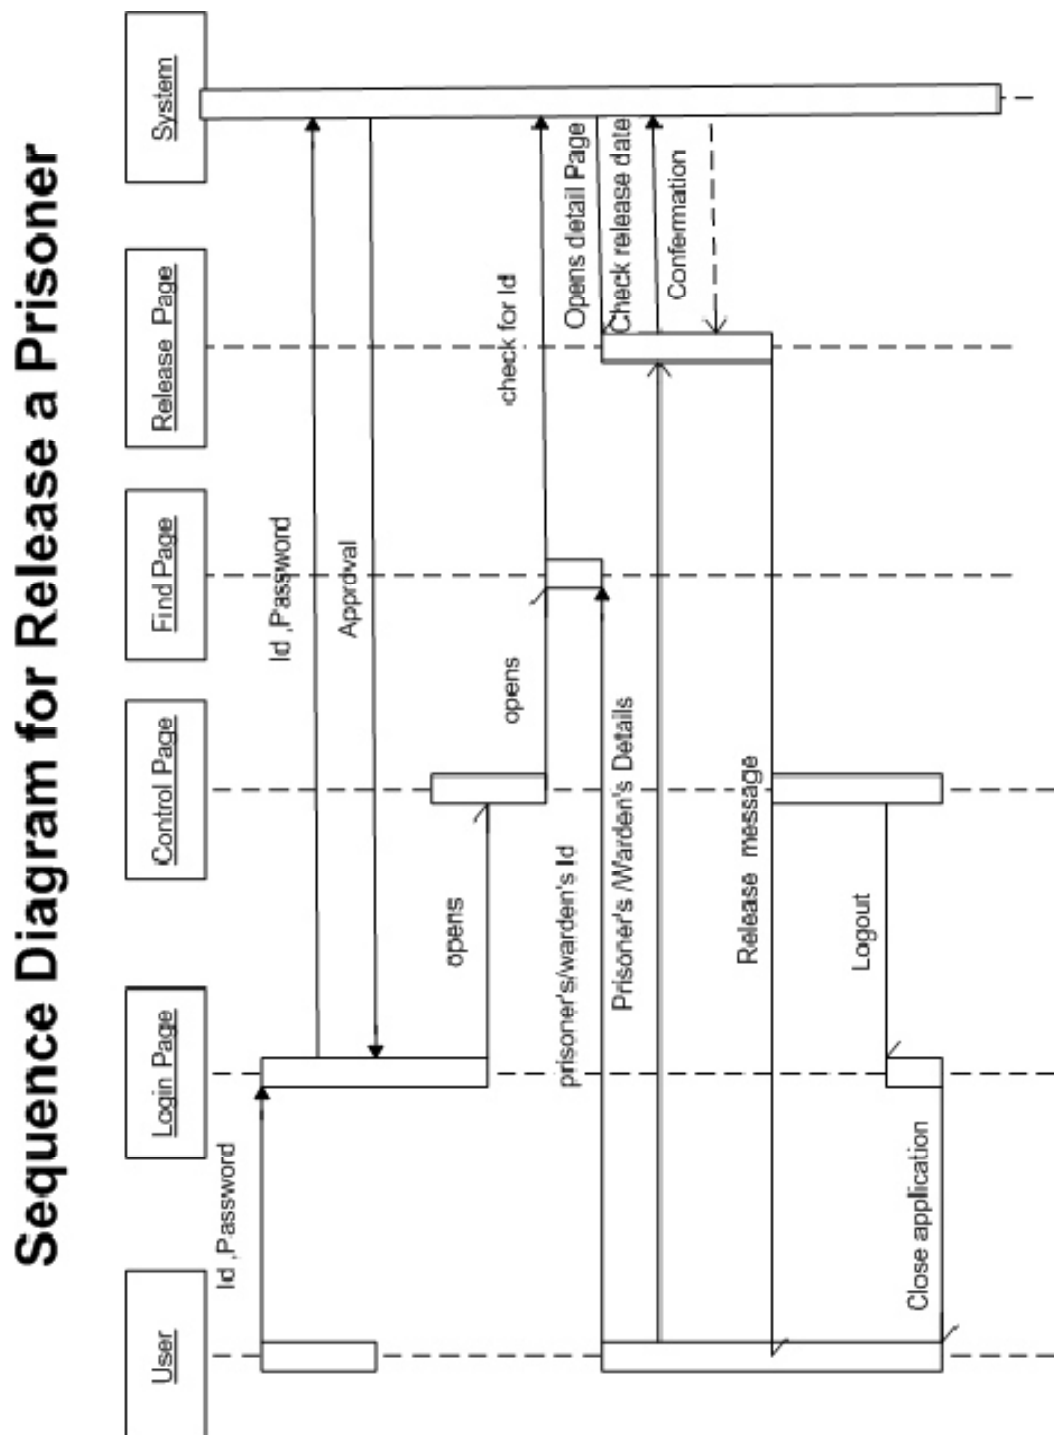 Sequence Diagram for Release a Prisoner
User
Login Page
Control Page
Find Page
Release Page
System
Id ,Password
Id ,Password
Approval
opens
opens
check for Id
prisoner's/warden's Id
Opens detail Page
Prisoner's /Warden's Details
Check release date
Confermation
Release message
Logout
Close application